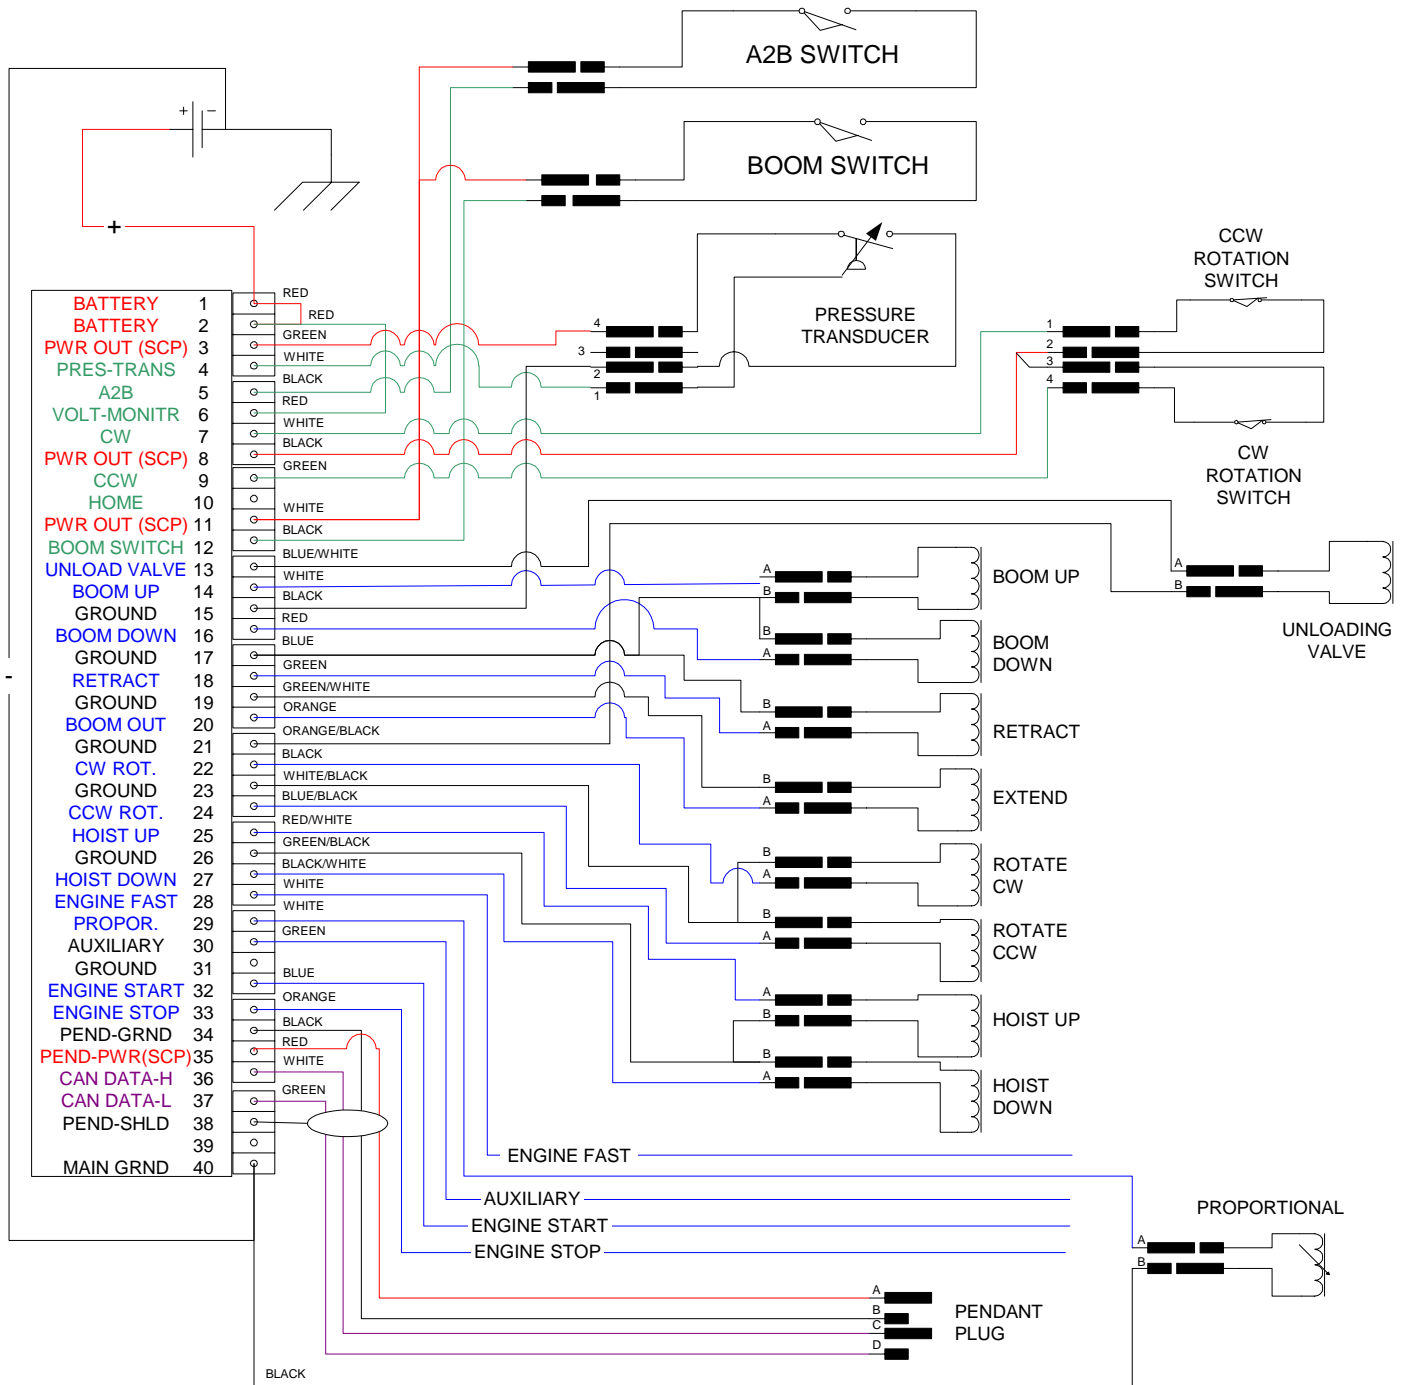 A2B SWITCH
BOOM SWITCH
+ −
+
-
PRESSURE
TRANSDUCER
4
3
2
1
CCW
ROTATION
SWITCH
1
2
3
4
CW
ROTATION
SWITCH
BATTERY 1 RED
BATTERY 2 RED
PWR OUT (SCP) 3 GREEN
PRES-TRANS 4 WHITE
A2B 5 BLACK
VOLT-MONITR 6 RED
CW 7 WHITE
PWR OUT (SCP) 8 BLACK
CCW 9 GREEN
HOME 10
PWR OUT (SCP) 11 WHITE
BOOM SWITCH 12 BLACK
UNLOAD VALVE 13 BLUE/WHITE
BOOM UP 14 WHITE
GROUND 15 BLACK
BOOM DOWN 16 RED
GROUND 17 BLUE
RETRACT 18 GREEN
GROUND 19 GREEN/WHITE
BOOM OUT 20 ORANGE
GROUND 21 ORANGE/BLACK
CW ROT. 22 BLACK
GROUND 23 WHITE/BLACK
CCW ROT. 24 BLUE/BLACK
HOIST UP 25 RED/WHITE
GROUND 26 GREEN/BLACK
HOIST DOWN 27 BLACK/WHITE
ENGINE FAST 28 WHITE
PROPOR. 29 WHITE
AUXILIARY 30 GREEN
GROUND 31
ENGINE START 32 BLUE
ENGINE STOP 33 ORANGE
PEND-GRND 34 BLACK
PEND-PWR(SCP) 35 RED
CAN DATA-H 36 WHITE
CAN DATA-L 37 GREEN
PEND-SHLD 38
39
MAIN GRND 40
BLACK
A
B
BOOM UP
B
A
BOOM
DOWN
B
A
RETRACT
B
A
EXTEND
B
A
ROTATE
CW
B
A
ROTATE
CCW
A
B
HOIST UP
B
A
HOIST
DOWN
A
B
UNLOADING
VALVE
ENGINE FAST
AUXILIARY
ENGINE START
ENGINE STOP
PROPORTIONAL
A
B
A
B
C
D
PENDANT
PLUG